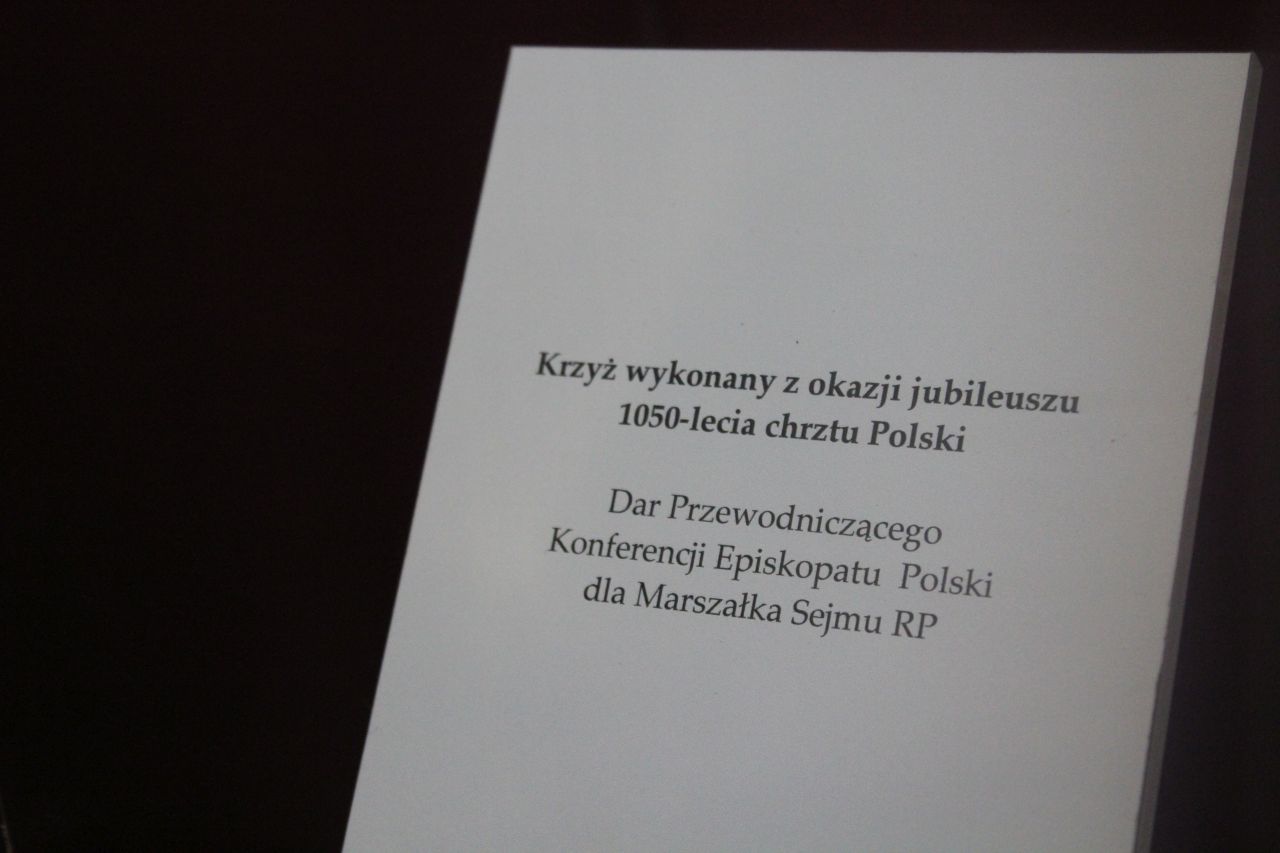 Krzyż wykonany z okazji jubileuszu
1050-lecia chrztu Polski
Dar Przewodniczącego
Konferencji Episkopatu Polski
dla Marszałka Sejmu RP